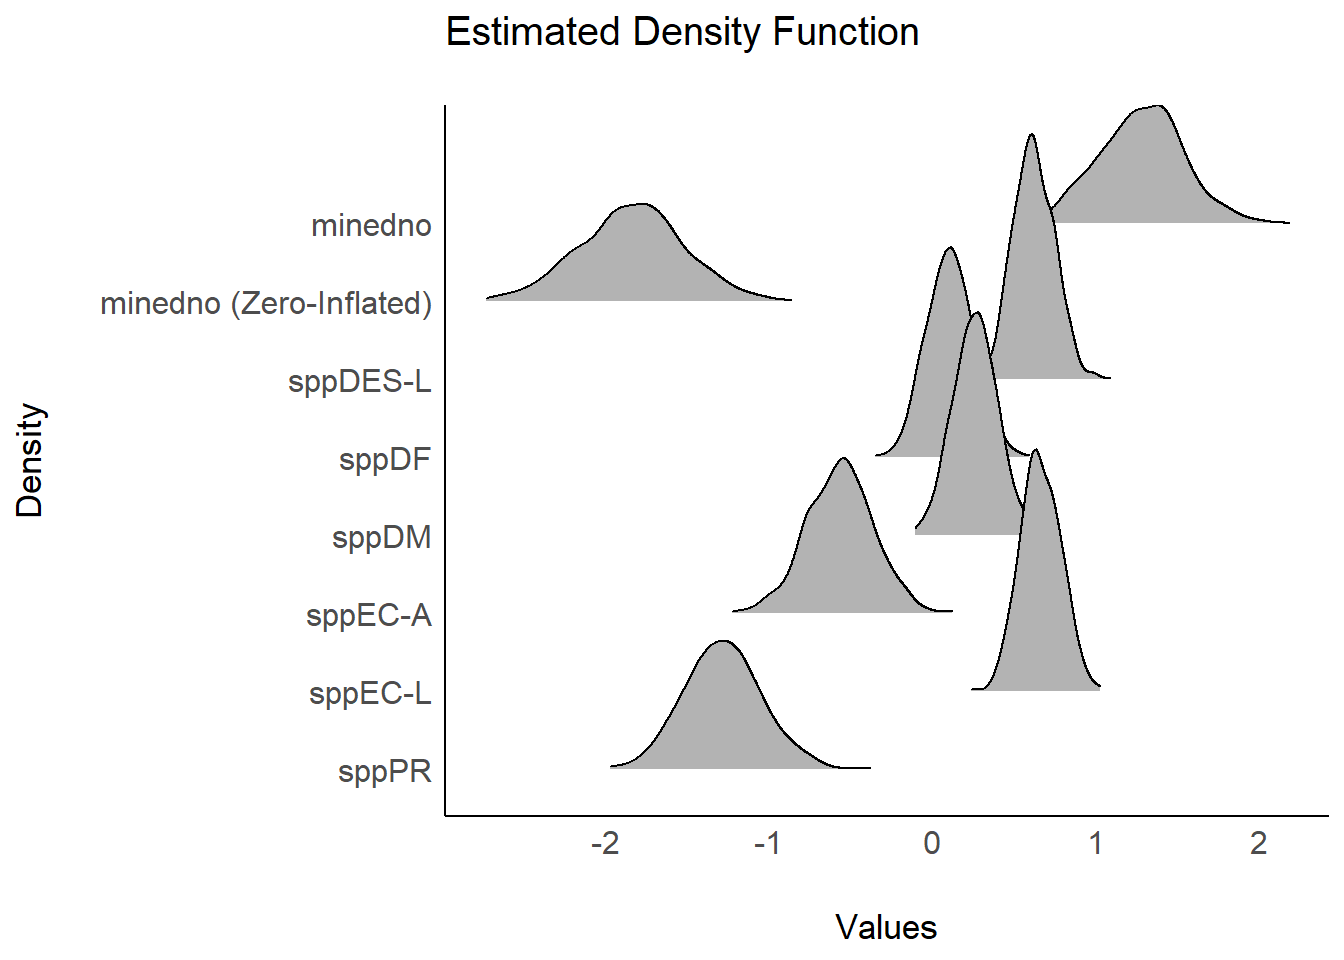 Estimated Density Function
minedno
minedno (Zero-Inflated)
sppDES-L
sppDF
sppDM
sppEC-A
sppEC-L
sppPR
Density
-2 -1 0 1 2
Values